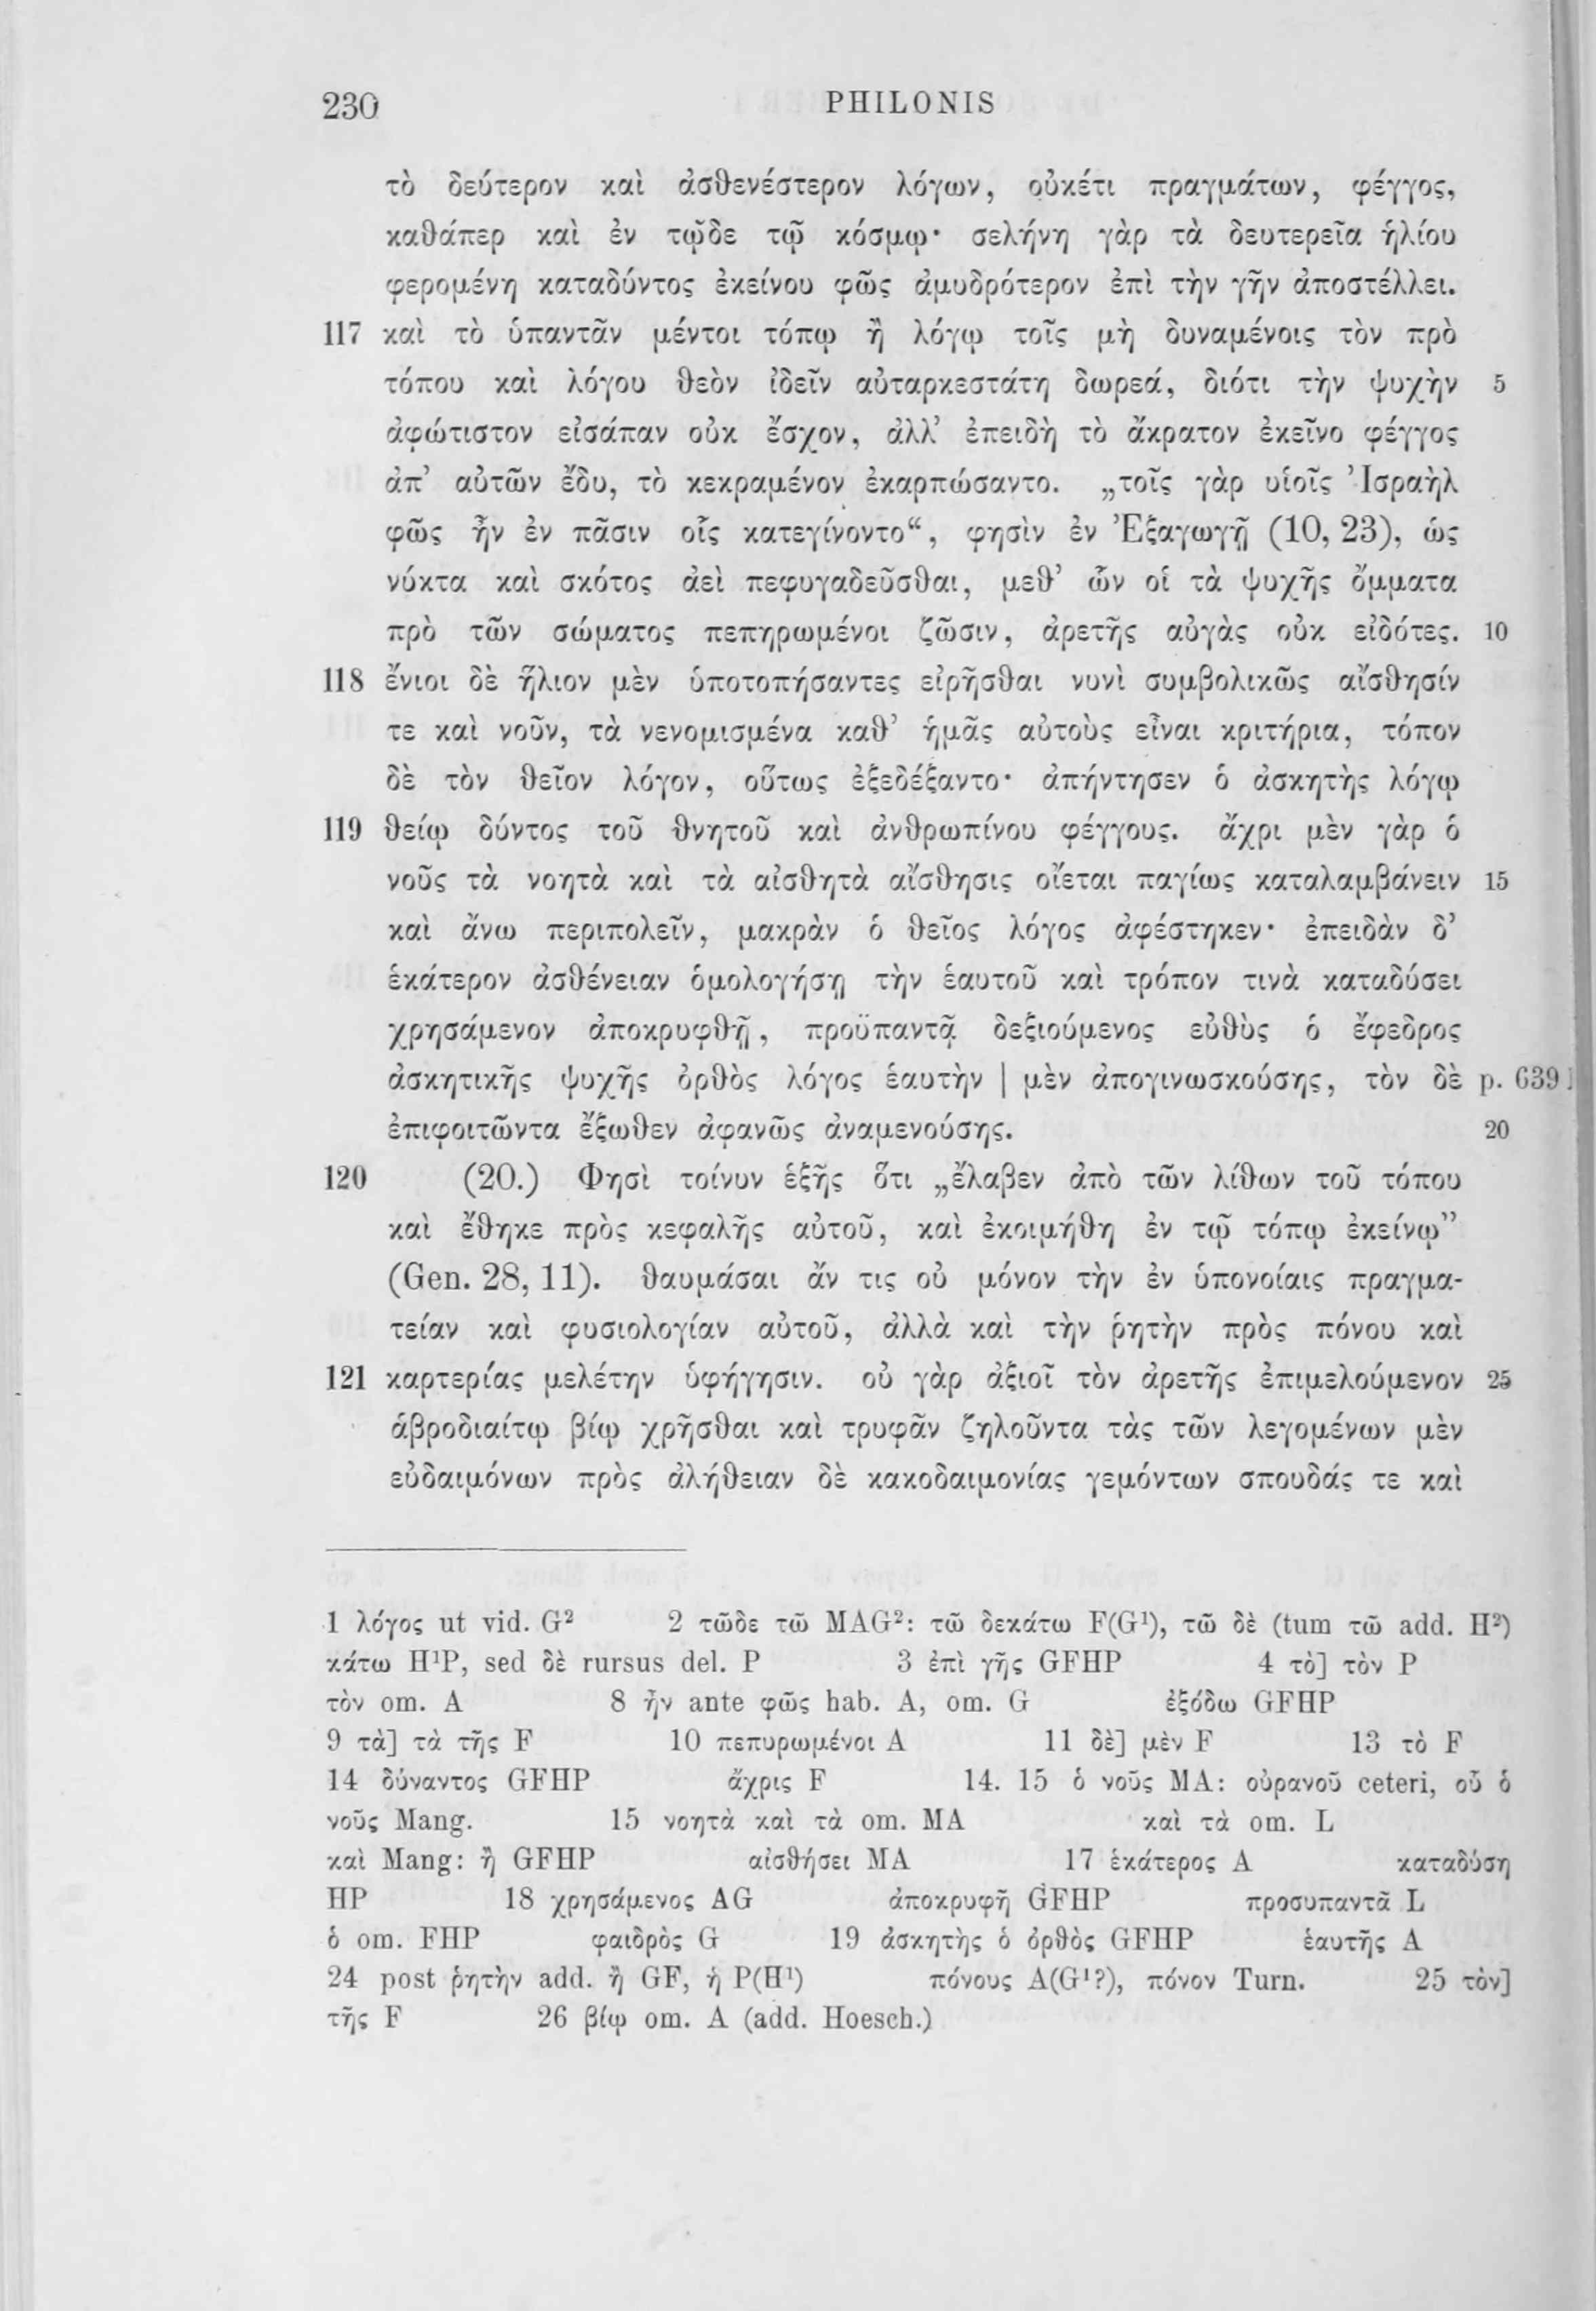 230 PHILONIS
τὸ δεύτερον καὶ ἀσθενέστερον λόγων, οὐκέτι πραγμάτων, φέγγος,
καθάπερ καὶ ἐν τῷδε τῷ κόσμῳ· σελήνη γὰρ τὰ δευτερεῖα ἡλίου
φερομένη καταδύντος ἐκείνου φῶς ἀμυδρότερον ἐπὶ τὴν γῆν ἀποστέλλει.
117 καὶ τὸ ὑπαντᾶν μέντοι τόπῳ ἢ λόγῳ τοῖς μὴ δυναμένοις τὸν πρὸ
τόπου καὶ λόγου θεὸν ἰδεῖν αὐταρκεστάτη δωρεά, διότι τὴν ψυχὴν 5
ἀφώτιστον εἰσάπαν οὐκ ἔσχον, ἀλλ’ ἐπειδὴ τὸ ἄκρατον ἐκεῖνο φέγγος
ἀπ’ αὐτῶν ἔδυ, τὸ κεκραμένον ἐκαρπώσαντο. „τοῖς γὰρ υἱοῖς Ἰσραὴλ
φῶς ἦν ἐν πᾶσιν οἷς κατεγίνοντο“, φησὶν ἐν Ἐξαγωγῇ (10, 23), ὡς
νύκτα καὶ σκότος ἀεὶ πεφυγαδεῦσθαι, μεθ’ ὧν οἱ τὰ ψυχῆς ὄμματα
πρὸ τῶν σώματος πεπηρωμένοι ζῶσιν, ἀρετῆς αὐγὰς οὐκ εἰδότες. 10
118 ἔνιοι δὲ ἥλιον μὲν ὑποτοπήσαντες εἰρῆσθαι νυνὶ συμβολικῶς αἴσθησίν
τε καὶ νοῦν, τὰ νενομισμένα καθ’ ἡμᾶς αὐτοὺς εἶναι κριτήρια, τόπον
δὲ τὸν θεῖον λόγον, οὕτως ἐξεδέξαντο· ἀπήντησεν ὁ ἀσκητὴς λόγῳ
119 θείῳ δύντος τοῦ θνητοῦ καὶ ἀνθρωπίνου φέγγους. ἄχρι μὲν γὰρ ὁ
νοῦς τὰ νοητὰ καὶ τὰ αἰσθητὰ αἴσθησις οἴεται παγίως καταλαμβάνειν 15
καὶ ἄνω περιπολεῖν, μακρὰν ὁ θεῖος λόγος ἀφέστηκεν· ἐπειδὰν δ’
ἑκάτερον ἀσθένειαν ὁμολογήσῃ τὴν ἑαυτοῦ καὶ τρόπον τινὰ καταδύσει
χρησάμενον ἀποκρυφθῇ, προϋπαντᾷ δεξιούμενος εὐθὺς ὁ ἔφεδρος
ἀσκητικῆς ψυχῆς ὀρθὸς λόγος ἑαυτὴν | μὲν ἀπογινωσκούσης, τὸν δὲ p. 639
ἐπιφοιτῶντα ἔξωθεν ἀφανῶς ἀναμενούσης. 20
120 (20.) Φησὶ τοίνυν ἑξῆς ὅτι „ἔλαβεν ἀπὸ τῶν λίθων τοῦ τόπου
καὶ ἔθηκε πρὸς κεφαλῆς αὐτοῦ, καὶ ἐκοιμήθη ἐν τῷ τόπῳ ἐκείνῳ”
(Gen. 28, 11). θαυμάσαι ἄν τις οὐ μόνον τὴν ἐν ὑπονοίαις πραγμα-
τείαν καὶ φυσιολογίαν αὐτοῦ, ἀλλὰ καὶ τὴν ῥητὴν πρὸς πόνου καὶ
121 καρτερίας μελέτην ὑφήγησιν. οὐ γὰρ ἀξιοῖ τὸν ἀρετῆς ἐπιμελούμενον 25
ἁβροδιαίτῳ βίῳ χρῆσθαι καὶ τρυφᾶν ζηλοῦντα τὰς τῶν λεγομένων μὲν
εὐδαιμόνων πρὸς ἀλήθειαν δὲ κακοδαιμονίας γεμόντων σπουδάς τε καὶ
1 λόγος ut vid. G² 2 τῶδε τῶ MAG²: τῶ δεκάτω F(G¹), τῶ δὲ (tum τῶ add. H²)
κάτω H¹P, sed δὲ rursus del. P 3 ἐπὶ γῆς GFHP 4 τὸ] τὸν P
τὸν om. A 8 ἦν ante φῶς hab. A, om. G ἐξόδω GFHP
9 τὰ] τὰ τῆς F 10 πεπυρωμένοι A 11 δὲ] μὲν F 13 τὸ F
14 δύναντος GFHP ἄχρις F 14. 15 ὁ νοῦς MA: οὐρανοῦ ceteri, οὗ ὁ
νοῦς Mang. 15 νοητὰ καὶ τὰ om. MA καὶ τὰ om. L
καὶ Mang: ἢ GFHP αἰσθήσει MA 17 ἑκάτερος A καταδύση
HP 18 χρησάμενος AG ἀποκρυφῆ GFHP προσυπαντᾶ L
ὁ om. FHP φαιδρὸς G 19 ἀσκητὴς ὁ ὀρθὸς GFHP ἑαυτῆς A
24 post ῥητὴν add. ἢ GF, ἡ P(H¹) πόνους A(G¹?), πόνον Turn. 25 τὸν]
τῆς F 26 βίῳ om. A (add. Hoesch.)